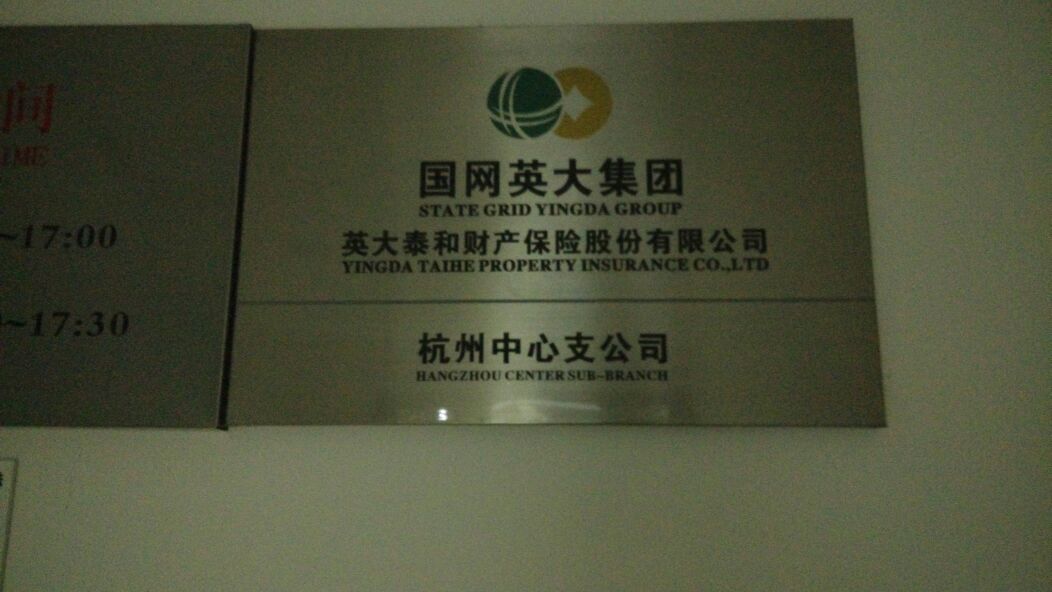 间
~17:00
~17:30
国网英大集团
STATE GRID YINGDA GROUP
英大泰和财产保险股份有限公司
YINGDA TAIHE PROPERTY INSURANCE CO.,LTD
杭州中心支公司
HANGZHOU CENTER SUB-BRANCH